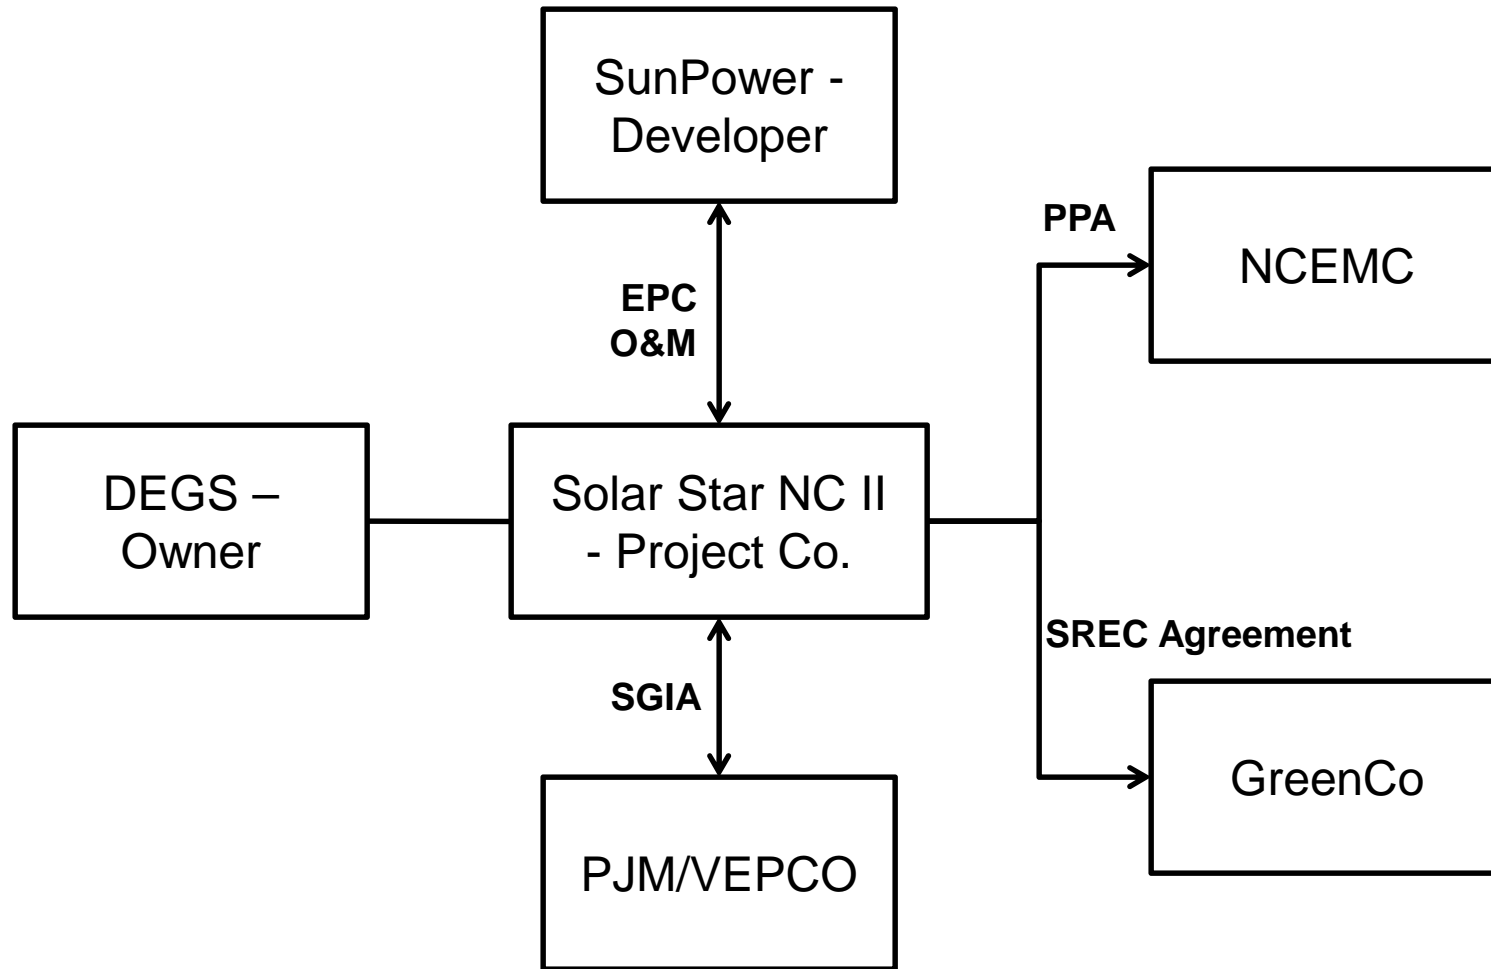 SunPower -
Developer
PPA
NCEMC
EPC
O&M
DEGS –
Owner
Solar Star NC II
- Project Co.
SREC Agreement
SGIA
GreenCo
PJM/VEPCO